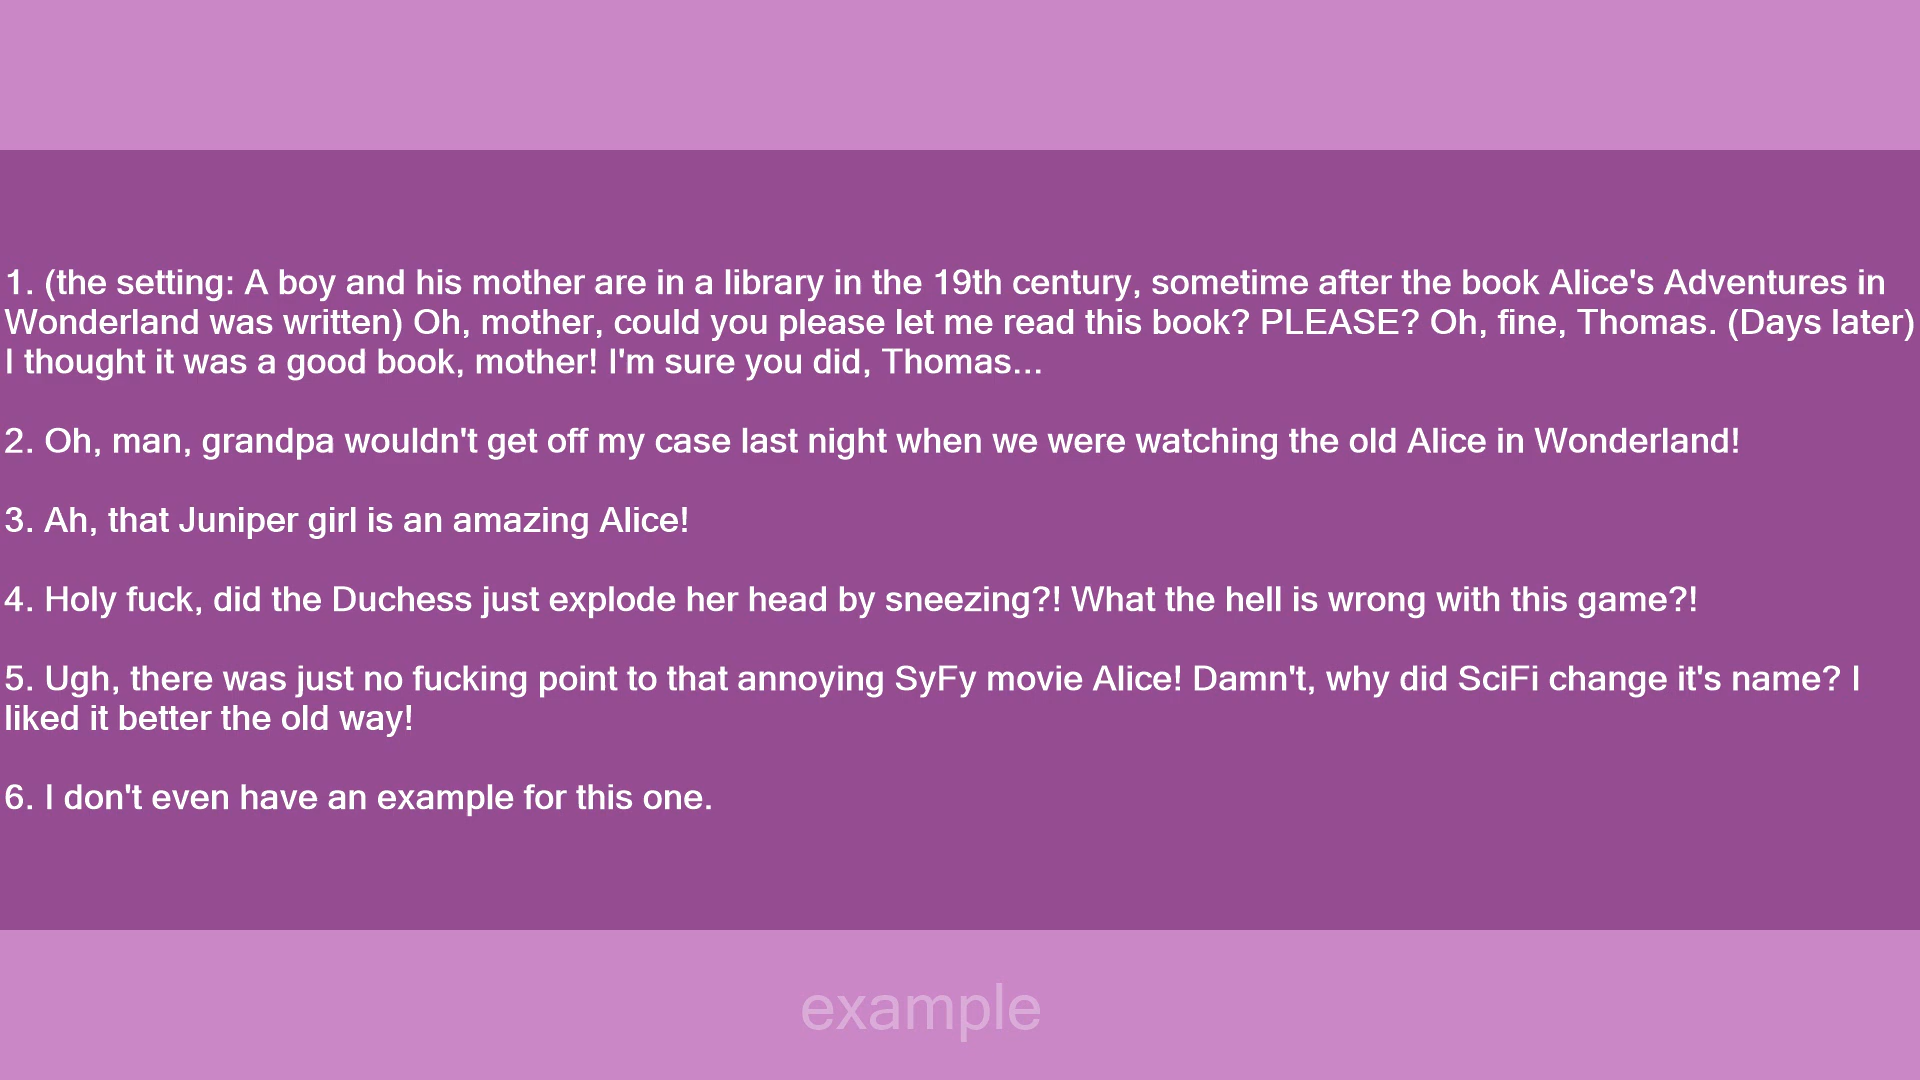 1. (the setting: A boy and his mother are in a library in the 19th century, sometime after the book Alice's Adventures in
Wonderland was written) Oh, mother, could you please let me read this book? PLEASE? Oh, fine, Thomas. (Days later)
I thought it was a good book, mother! I'm sure you did, Thomas...
2. Oh, man, grandpa wouldn't get off my case last night when we were watching the old Alice in Wonderland!
3. Ah, that Juniper girl is an amazing Alice!
4. Holy fuck, did the Duchess just explode her head by sneezing?! What the hell is wrong with this game?!
5. Ugh, there was just no fucking point to that annoying SyFy movie Alice! Damn't, why did SciFi change it's name? I
liked it better the old way!
6. I don't even have an example for this one.
example